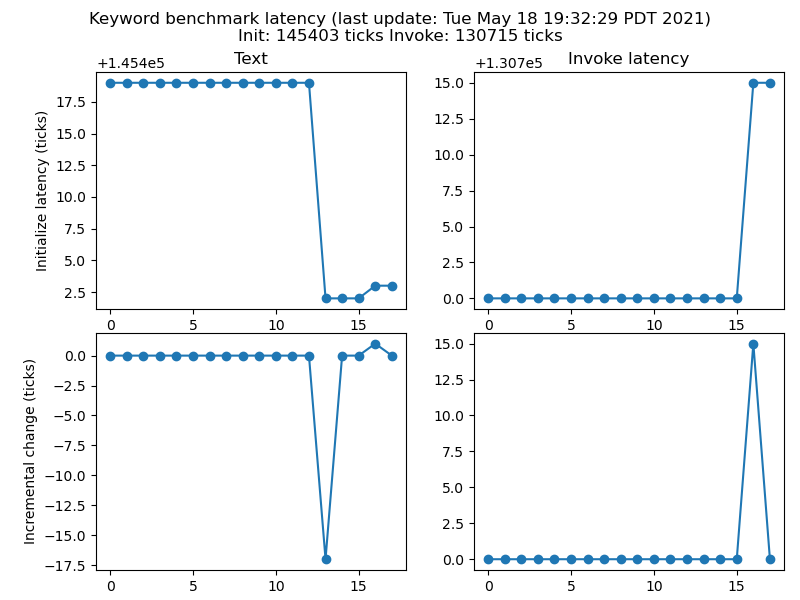 Keyword benchmark latency (last update: Tue May 18 19:32:29 PDT 2021)
Init: 145403 ticks Invoke: 130715 ticks
Text
+1.454e5
Initialize latency (ticks)
17.5
15.0
12.5
10.0
7.5
5.0
2.5
0 5 10 15
Invoke latency
+1.307e5
15.0
12.5
10.0
7.5
5.0
2.5
0.0
0 5 10 15
Incremental change (ticks)
0.0
−2.5
−5.0
−7.5
−10.0
−12.5
−15.0
−17.5
0 5 10 15
15.0
12.5
10.0
7.5
5.0
2.5
0.0
0 5 10 15